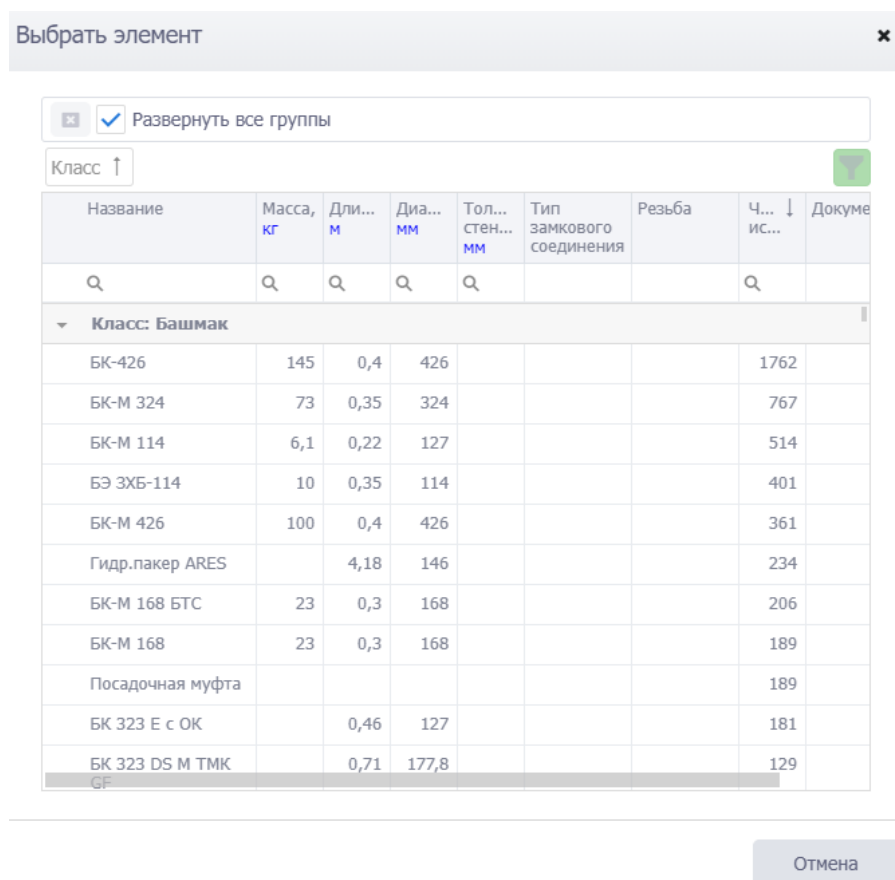 Выбрать элемент
Развернуть все группы
Класс ↑
Название Масса, кг Дли... м Диа... мм Тол... стен... мм Тип замкового соединения Резьба Ч... ис... ↓ Докуме
Класс: Башмак
БК-426 145 0,4 426 1762
БК-М 324 73 0,35 324 767
БК-М 114 6,1 0,22 127 514
БЭ ЗХБ-114 10 0,35 114 401
БК-М 426 100 0,4 426 361
Гидр.пакер ARES 4,18 146 234
БК-М 168 БТС 23 0,3 168 206
БК-М 168 23 0,3 168 189
Посадочная муфта 189
БК 323 Е с ОК 0,46 127 181
БК 323 DS М ТМК GF 0,71 177,8 129
Отмена